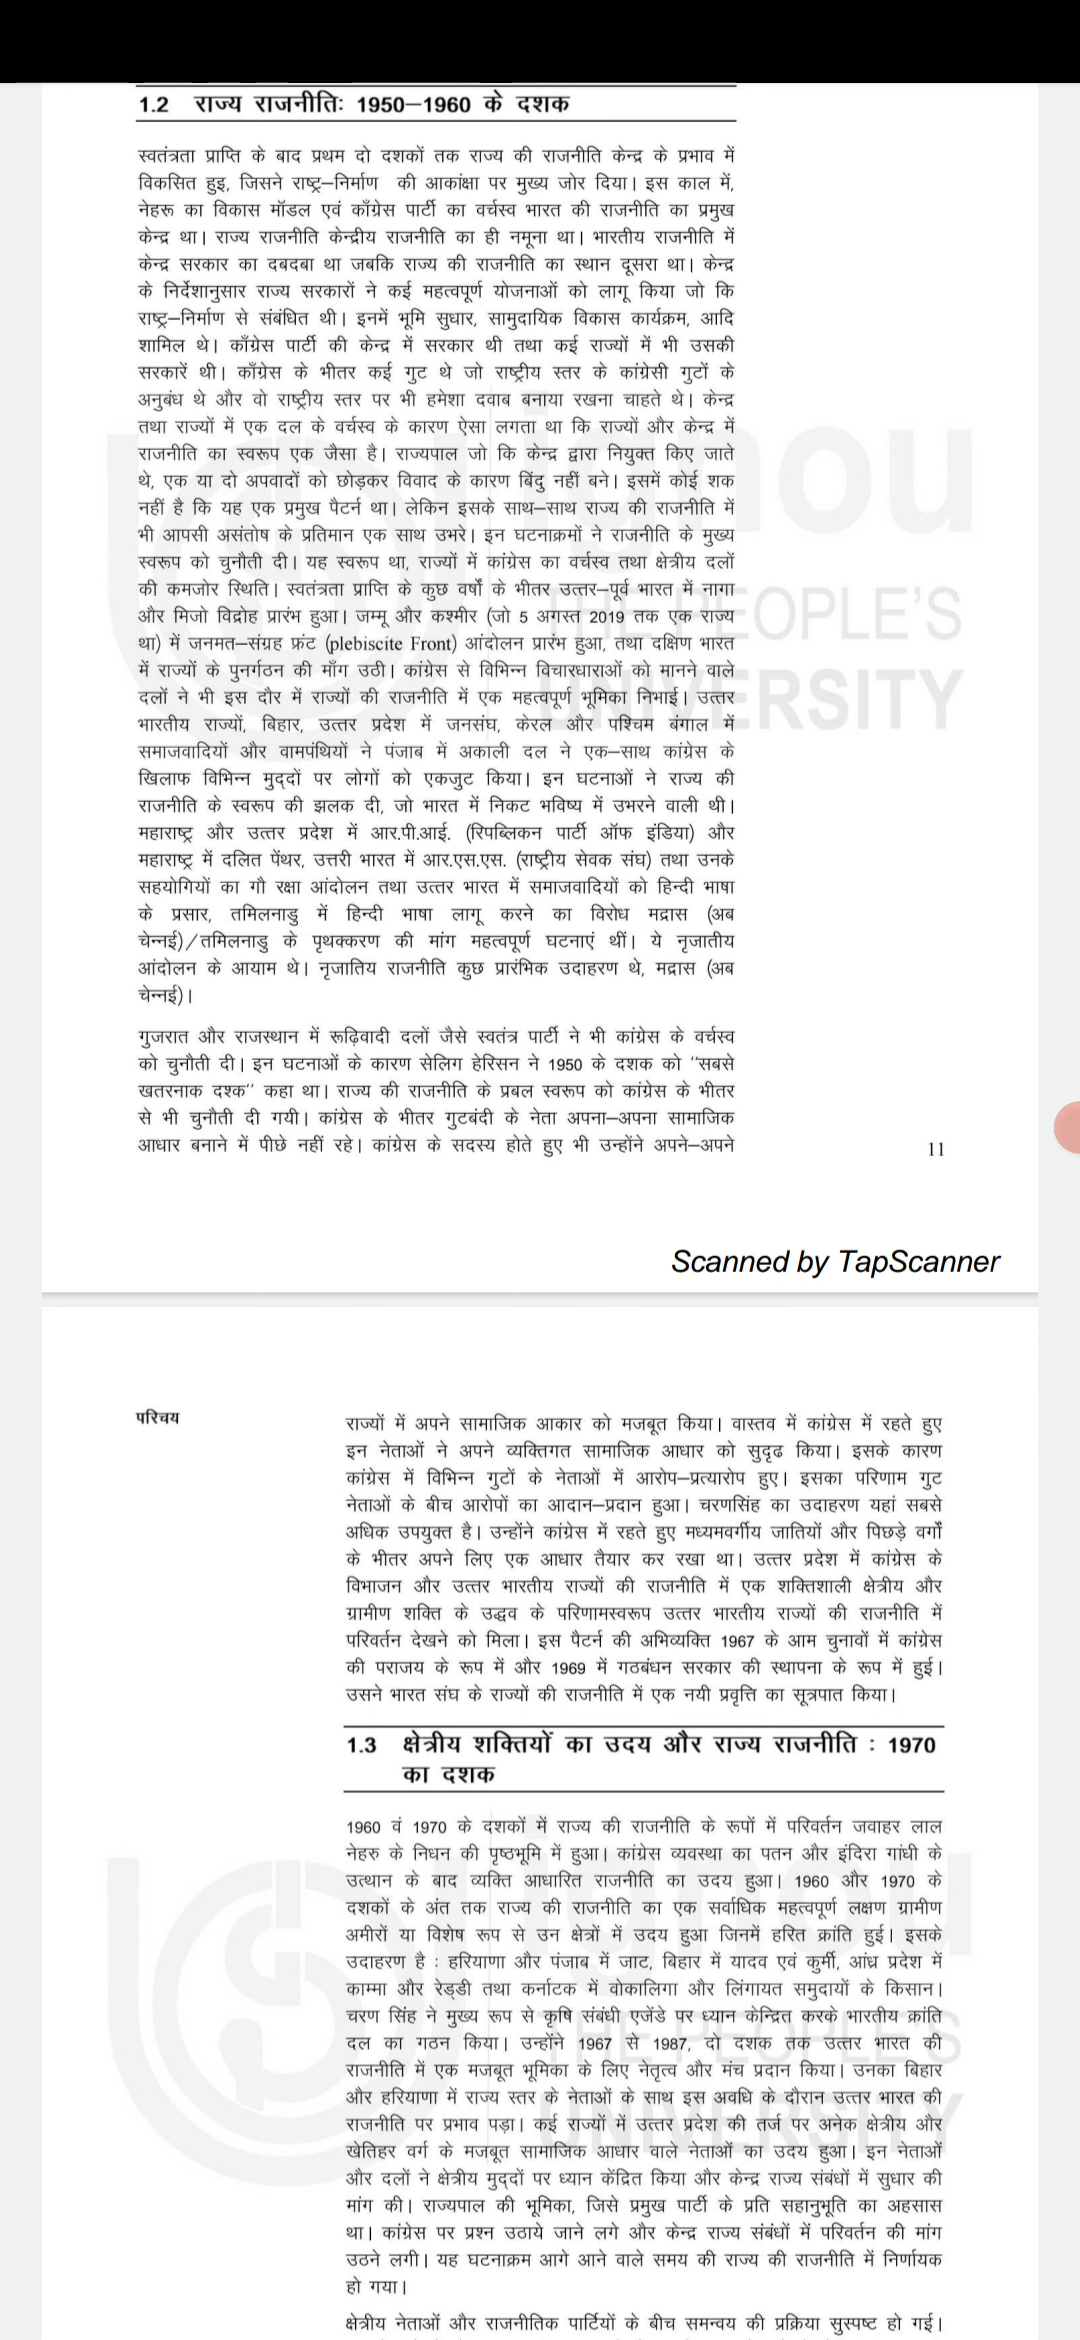 1.2 राज्य राजनीतिः 1950–1960 के दशक
स्वतंत्रता प्राप्ति के बाद प्रथम दो दशकों तक राज्य की राजनीति केन्द्र के प्रभाव में
विकसित हुइ, जिसने राष्ट्र–निर्माण की आकांक्षा पर मुख्य जोर दिया। इस काल में,
नेहरू का विकास मॉडल एवं काँग्रेस पार्टी का वर्चस्व भारत की राजनीति का प्रमुख
केन्द्र था। राज्य राजनीति केन्द्रीय राजनीति का ही नमूना था। भारतीय राजनीति में
केन्द्र सरकार का दबदबा था जबकि राज्य की राजनीति का स्थान दूसरा था। केन्द्र
के निर्देशानुसार राज्य सरकारों ने कई महत्वपूर्ण योजनाओं को लागू किया जो कि
राष्ट्र–निर्माण से संबंधित थी। इनमें भूमि सुधार, सामुदायिक विकास कार्यक्रम, आदि
शामिल थे। काँग्रेस पार्टी की केन्द्र में सरकार थी तथा कई राज्यों में भी उसकी
सरकारें थी। काँग्रेस के भीतर कई गुट थे जो राष्ट्रीय स्तर के कांग्रेसी गुटों के
अनुबंध थे और वो राष्ट्रीय स्तर पर भी हमेशा दवाब बनाया रखना चाहते थे। केन्द्र
तथा राज्यों में एक दल के वर्चस्व के कारण ऐसा लगता था कि राज्यों और केन्द्र में
राजनीति का स्वरूप एक जैसा है। राज्यपाल जो कि केन्द्र द्वारा नियुक्त किए जाते
थे, एक या दो अपवादों को छोड़कर विवाद के कारण बिंदु नहीं बने। इसमें कोई शक
नहीं है कि यह एक प्रमुख पैटर्न था। लेकिन इसके साथ–साथ राज्य की राजनीति में
भी आपसी असंतोष के प्रतिमान एक साथ उभरे। इन घटनाक्रमों ने राजनीति के मुख्य
स्वरूप को चुनौती दी। यह स्वरूप था, राज्यों में कांग्रेस का वर्चस्व तथा क्षेत्रीय दलों
की कमजोर स्थिति। स्वतंत्रता प्राप्ति के कुछ वर्षों के भीतर उत्तर–पूर्व भारत में नागा
और मिजो विद्रोह प्रारंभ हुआ। जम्मू और कश्मीर (जो 5 अगस्त 2019 तक एक राज्य
था) में जनमत–संग्रह फ्रंट (plebiscite Front) आंदोलन प्रारंभ हुआ, तथा दक्षिण भारत
में राज्यों के पुनर्गठन की माँग उठी। कांग्रेस से विभिन्न विचारधाराओं को मानने वाले
दलों ने भी इस दौर में राज्यों की राजनीति में एक महत्वपूर्ण भूमिका निभाई। उत्तर
भारतीय राज्यों, बिहार, उत्तर प्रदेश में जनसंघ, केरल और पश्चिम बंगाल में
समाजवादियों और वामपंथियों ने पंजाब में अकाली दल ने एक–साथ कांग्रेस के
खिलाफ विभिन्न मुद्दों पर लोगों को एकजुट किया। इन घटनाओं ने राज्य की
राजनीति के स्वरूप की झलक दी, जो भारत में निकट भविष्य में उभरने वाली थी।
महाराष्ट्र और उत्तर प्रदेश में आर.पी.आई. (रिपब्लिकन पार्टी ऑफ इंडिया) और
महाराष्ट्र में दलित पेंथर, उत्तरी भारत में आर.एस.एस. (राष्ट्रीय सेवक संघ) तथा उनके
सहयोगियों का गौ रक्षा आंदोलन तथा उत्तर भारत में समाजवादियों को हिन्दी भाषा
के प्रसार, तमिलनाडु में हिन्दी भाषा लागू करने का विरोध मद्रास (अब
चेन्नई)/तमिलनाडु के पृथक्करण की मांग महत्वपूर्ण घटनाएं थीं। ये नृजातीय
आंदोलन के आयाम थे। नृजातिय राजनीति कुछ प्रारंभिक उदाहरण थे, मद्रास (अब
चेन्नई)।
गुजरात और राजस्थान में रूढ़िवादी दलों जैसे स्वतंत्र पार्टी ने भी कांग्रेस के वर्चस्व
को चुनौती दी। इन घटनाओं के कारण सेलिग हेरिसन ने 1950 के दशक को "सबसे
खतरनाक दश्क" कहा था। राज्य की राजनीति के प्रबल स्वरूप को कांग्रेस के भीतर
से भी चुनौती दी गयी। कांग्रेस के भीतर गुटबंदी के नेता अपना–अपना सामाजिक
आधार बनाने में पीछे नहीं रहे। कांग्रेस के सदस्य होते हुए भी उन्होंने अपने–अपने
11
Scanned by TapScanner
परिचय
राज्यों में अपने सामाजिक आकार को मजबूत किया। वास्तव में कांग्रेस में रहते हुए
इन नेताओं ने अपने व्यक्तिगत सामाजिक आधार को सुदृढ किया। इसके कारण
कांग्रेस में विभिन्न गुटों के नेताओं में आरोप–प्रत्यारोप हुए। इसका परिणाम गुट
नेताओं के बीच आरोपों का आदान–प्रदान हुआ। चरणसिंह का उदाहरण यहां सबसे
अधिक उपयुक्त है। उन्होंने कांग्रेस में रहते हुए मध्यमवर्गीय जातियों और पिछड़े वर्गों
के भीतर अपने लिए एक आधार तैयार कर रखा था। उत्तर प्रदेश में कांग्रेस के
विभाजन और उत्तर भारतीय राज्यों की राजनीति में एक शक्तिशाली क्षेत्रीय और
ग्रामीण शक्ति के उद्भव के परिणामस्वरूप उत्तर भारतीय राज्यों की राजनीति में
परिवर्तन देखने को मिला। इस पैटर्न की अभिव्यक्ति 1967 के आम चुनावों में कांग्रेस
की पराजय के रूप में और 1969 में गठबंधन सरकार की स्थापना के रूप में हुई।
उसने भारत संघ के राज्यों की राजनीति में एक नयी प्रवृत्ति का सूत्रपात किया।
1.3 क्षेत्रीय शक्तियों का उदय और राज्य राजनीति : 1970
का दशक
1960 वं 1970 के दशकों में राज्य की राजनीति के रूपों में परिवर्तन जवाहर लाल
नेहरु के निधन की पृष्ठभूमि में हुआ। कांग्रेस व्यवस्था का पतन और इंदिरा गांधी के
उत्थान के बाद व्यक्ति आधारित राजनीति का उदय हुआ। 1960 और 1970 के
दशकों के अंत तक राज्य की राजनीति का एक सर्वाधिक महत्वपूर्ण लक्षण ग्रामीण
अमीरों या विशेष रूप से उन क्षेत्रों में उदय हुआ जिनमें हरित क्रांति हुई। इसके
उदाहरण है : हरियाणा और पंजाब में जाट, बिहार में यादव एवं कुर्मी, आंध्र प्रदेश में
काम्मा और रेड्डी तथा कर्नाटक में वोकालिगा और लिंगायत समुदायों के किसान।
चरण सिंह ने मुख्य रूप से कृषि संबंधी एजेंडे पर ध्यान केन्द्रित करके भारतीय क्रांति
दल का गठन किया। उन्होंने 1967 से 1987, दो दशक तक उत्तर भारत की
राजनीति में एक मजबूत भूमिका के लिए नेतृत्व और मंच प्रदान किया। उनका बिहार
और हरियाणा में राज्य स्तर के नेताओं के साथ इस अवधि के दौरान उत्तर भारत की
राजनीति पर प्रभाव पड़ा। कई राज्यों में उत्तर प्रदेश की तर्ज पर अनेक क्षेत्रीय और
खेतिहर वर्ग के मजबूत सामाजिक आधार वाले नेताओं का उदय हुआ। इन नेताओं
और दलों ने क्षेत्रीय मुद्दों पर ध्यान केंद्रित किया और केन्द्र राज्य संबंधों में सुधार की
मांग की। राज्यपाल की भूमिका, जिसे प्रमुख पार्टी के प्रति सहानुभूति का अहसास
था। कांग्रेस पर प्रश्न उठाये जाने लगे और केन्द्र राज्य संबंधों में परिवर्तन की मांग
उठने लगी। यह घटनाक्रम आगे आने वाले समय की राज्य की राजनीति में निर्णायक
हो गया।
क्षेत्रीय नेताओं और राजनीतिक पार्टियों के बीच समन्वय की प्रक्रिया सुस्पष्ट हो गई।
ignou
THE PEOPLE'S
UNIVERSITY
ignou
THE PEOPLE'S
UNIVERSITY